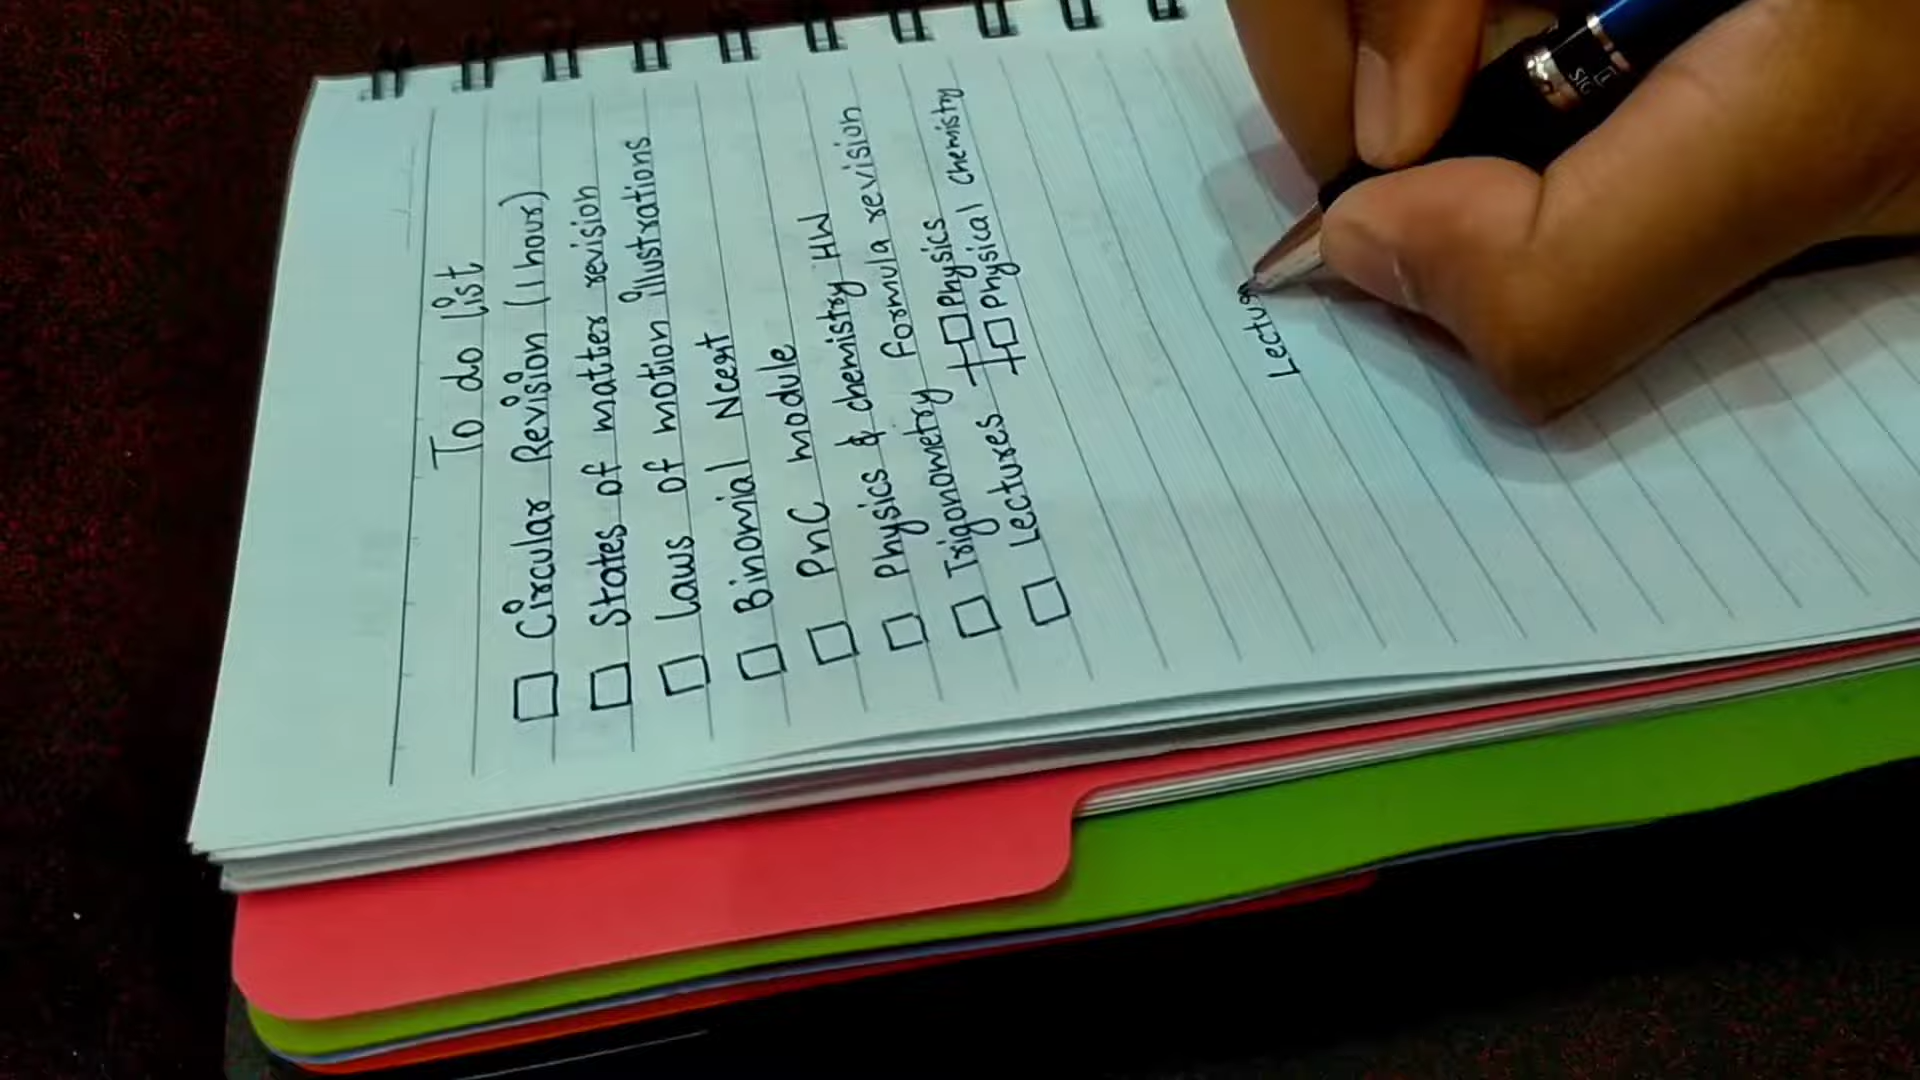 To do list
□ Circular Revision (1 hour)
□ States of matter revision
□ Laws of motion illustrations
□ Binomial Ncert
□ PnC module
□ Physics & chemistry HW
□ Trigonometry formula revision
□ Lectures □ Physics
□ Physical chemistry
Lectur